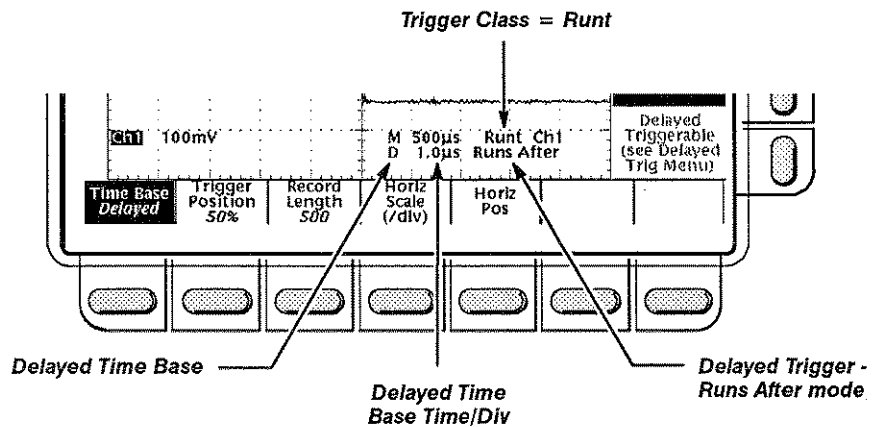 Trigger Class = Runt
Ch1 100mV
M 500µs Runt Ch1
D 1.0µs Runs After
Delayed
Triggerable
(see Delayed
Trig Menu)
Time Base
Delayed
Trigger
Position
50%
Record
Length
500
Horiz
Scale
(/div)
Horiz
Pos
Delayed Time Base
Delayed Time
Base Time/Div
Delayed Trigger -
Runs After mode